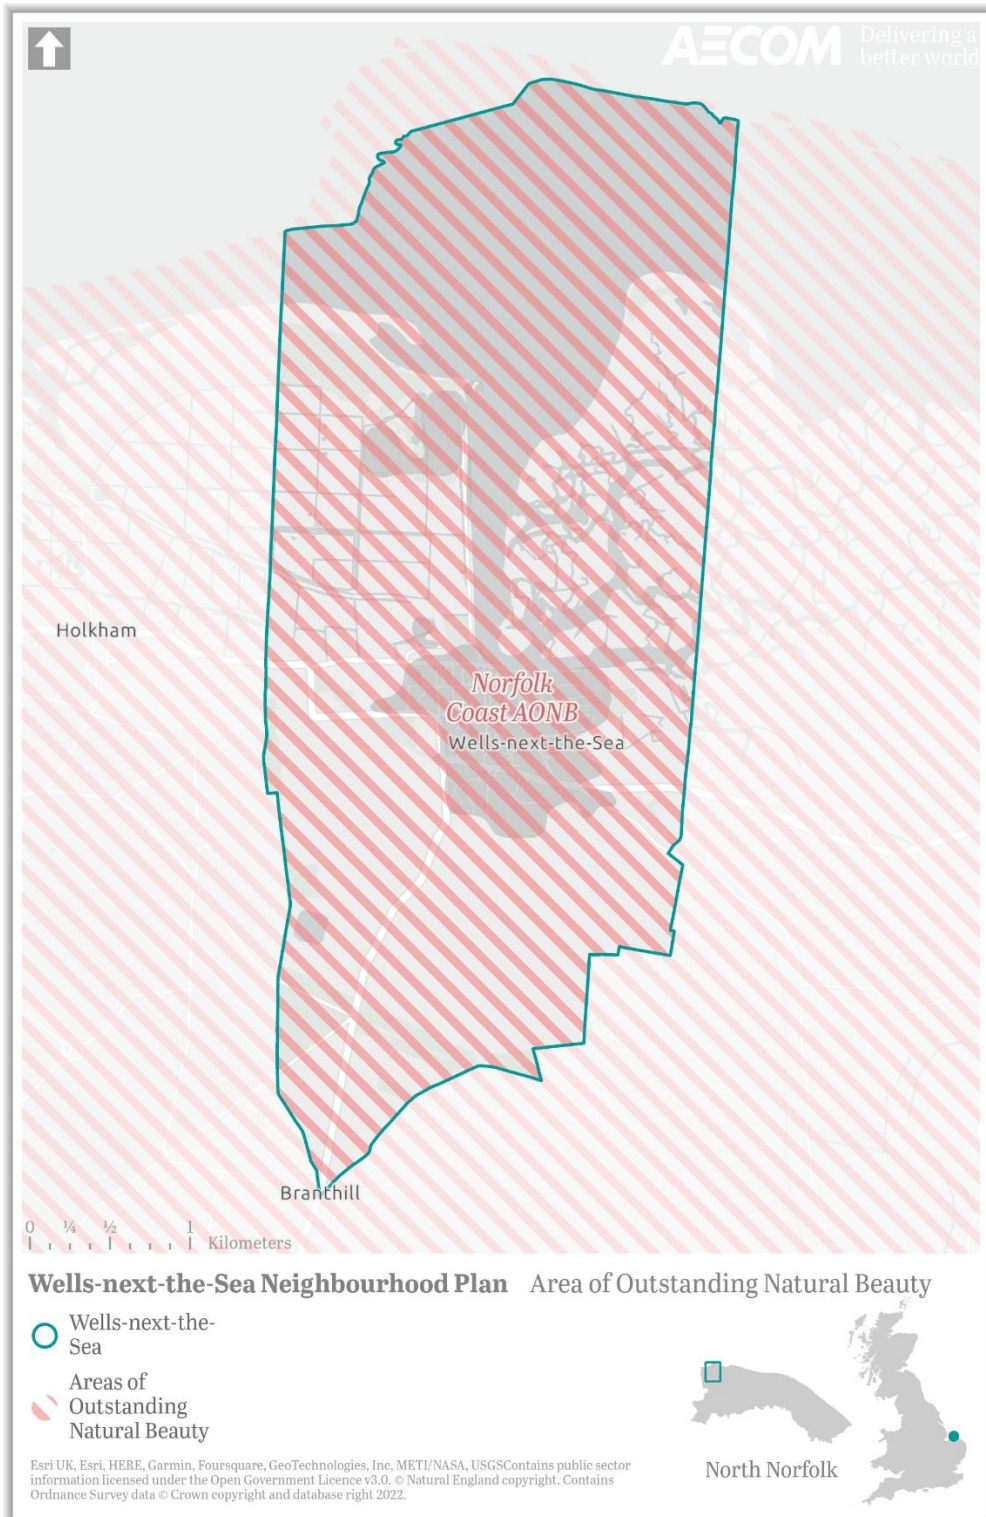 AECOM
Delivering a
better world
Holkham
Norfolk
Coast AONB
Wells-next-the-Sea
Branthill
0 ¼ ½ 1
Kilometers
Wells-next-the-Sea Neighbourhood Plan Area of Outstanding Natural Beauty
Wells-next-the-
Sea
Areas of
Outstanding
Natural Beauty
North Norfolk
Esri UK, Esri, HERE, Garmin, Foursquare, GeoTechnologies, Inc, METI/NASA, USGSContains public sector
information licensed under the Open Government Licence v3.0. © Natural England copyright. Contains
Ordnance Survey data © Crown copyright and database right 2022.